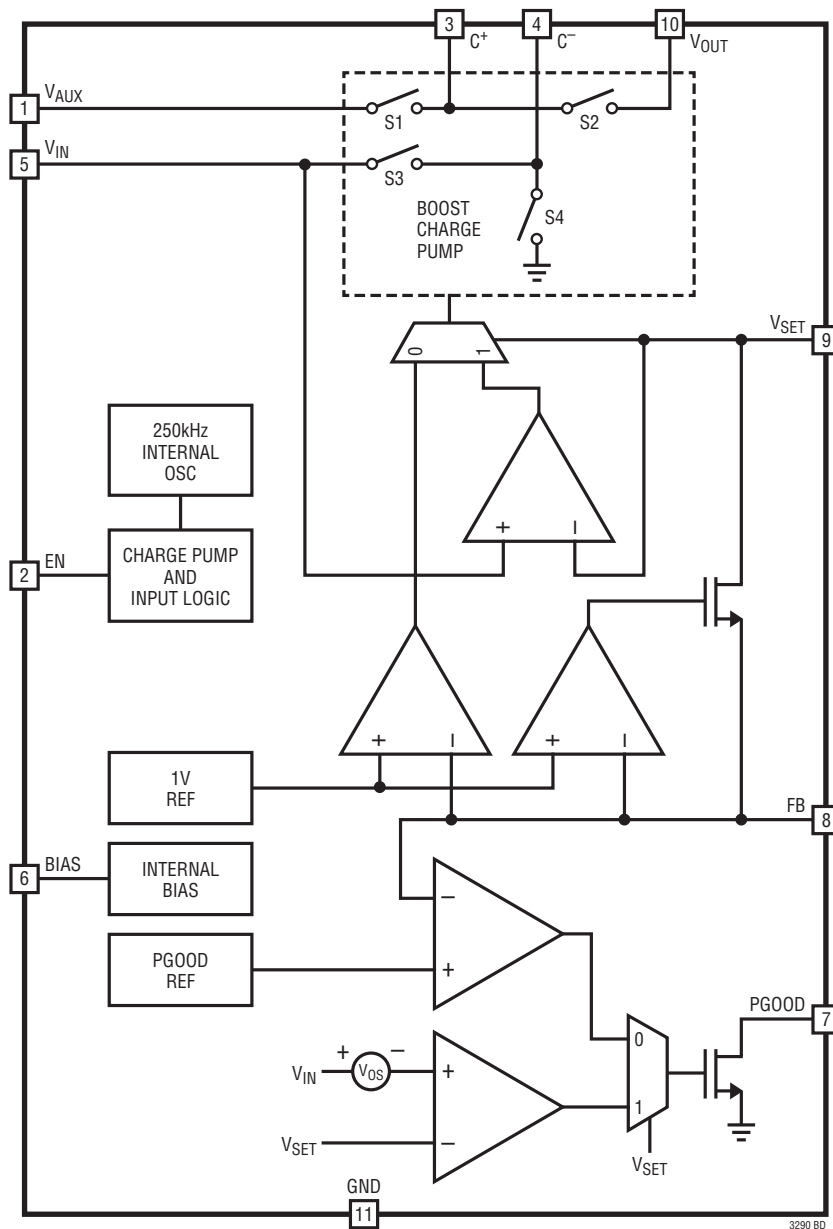 3
C+
4
C−
10
VOUT
1
VAUX
S1
S2
5
VIN
S3
S4
BOOST
CHARGE
PUMP
VSET
9
0
1
250kHz
INTERNAL
OSC
+
−
2
EN
CHARGE PUMP
AND
INPUT LOGIC
+
−
+
−
1V
REF
FB
8
6
BIAS
INTERNAL
BIAS
−
PGOOD
REF
+
PGOOD
7
0
VIN
+
VOS
−
+
1
VSET
−
VSET
GND
11
3290 BD